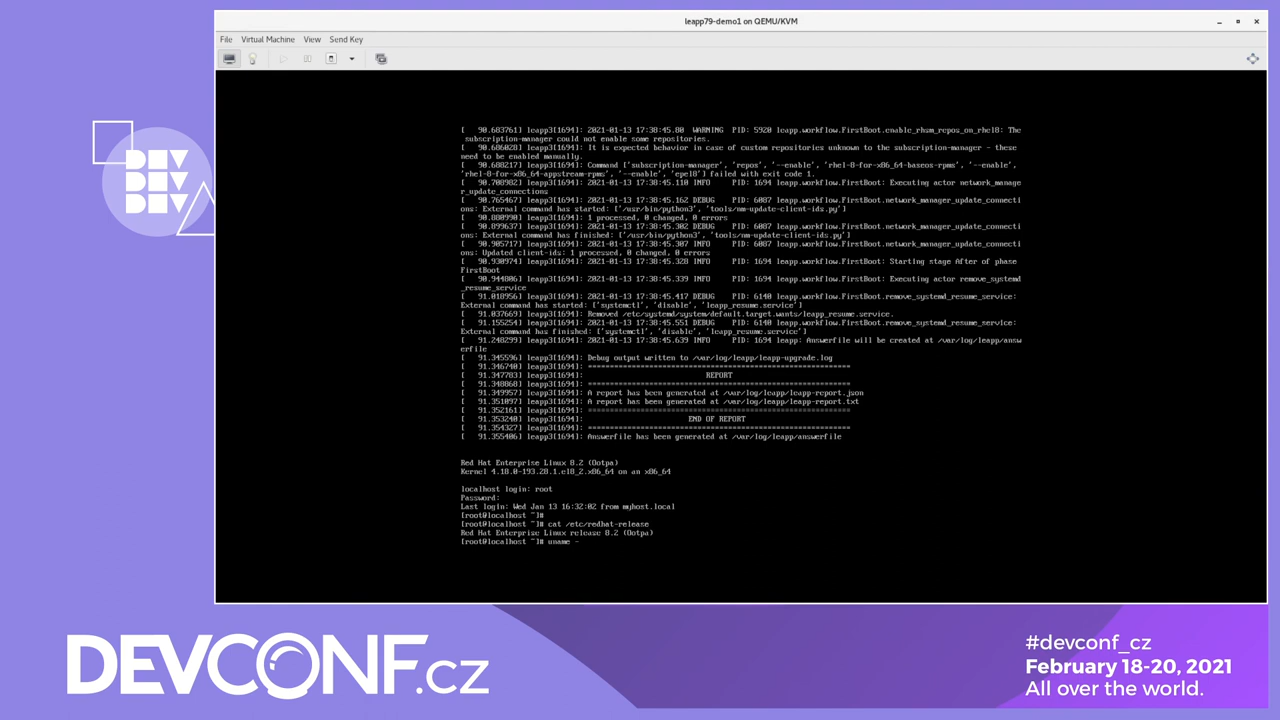 leapp79-demo1 on QEMU/KVM
File Virtual Machine View Send Key
[   90.683761] leapp3[1694]: 2021-01-13 17:38:45.80  WARNING  PID: 5920 leapp.workflow.FirstBoot.enable_rhsm_repos_on_rhel8: The
subscription-manager could not enable some repositories.
[   90.686028] leapp3[1694]: It is expected behavior in case of custom repositories unknown to the subscription-manager - these
need to be enabled manually.
[   90.688217] leapp3[1694]: Command ['subscription-manager', 'repos', '--enable', 'rhel-8-for-x86_64-baseos-rpms', '--enable',
'rhel-8-for-x86_64-appstream-rpms', '--enable', 'epel8'] failed with exit code 1.
[   90.708982] leapp3[1694]: 2021-01-13 17:38:45.110 INFO     PID: 1694 leapp.workflow.FirstBoot: Executing actor network_manage
r_update_connections
[   90.765467] leapp3[1694]: 2021-01-13 17:38:45.162 DEBUG    PID: 6087 leapp.workflow.FirstBoot.network_manager_update_connecti
ons: External command has started: ['/usr/bin/python3', 'tools/nm-update-client-ids.py']
[   90.880990] leapp3[1694]: 1 processed, 0 changed, 0 errors
[   90.899637] leapp3[1694]: 2021-01-13 17:38:45.302 DEBUG    PID: 6087 leapp.workflow.FirstBoot.network_manager_update_connecti
ons: External command has finished: ['/usr/bin/python3', 'tools/nm-update-client-ids.py']
[   90.905717] leapp3[1694]: 2021-01-13 17:38:45.307 INFO     PID: 6087 leapp.workflow.FirstBoot.network_manager_update_connecti
ons: Updated client-ids: 1 processed, 0 changed, 0 errors
[   90.930974] leapp3[1694]: 2021-01-13 17:38:45.328 INFO     PID: 1694 leapp.workflow.FirstBoot: Starting stage After of phase
FirstBoot
[   90.944806] leapp3[1694]: 2021-01-13 17:38:45.339 INFO     PID: 1694 leapp.workflow.FirstBoot: Executing actor remove_systemd
_resume_service
[   91.018956] leapp3[1694]: 2021-01-13 17:38:45.417 DEBUG    PID: 6140 leapp.workflow.FirstBoot.remove_systemd_resume_service:
External command has started: ['systemctl', 'disable', 'leapp_resume.service']
[   91.037669] leapp3[1694]: Removed /etc/systemd/system/default.target.wants/leapp_resume.service.
[   91.155254] leapp3[1694]: 2021-01-13 17:38:45.551 DEBUG    PID: 6140 leapp.workflow.FirstBoot.remove_systemd_resume_service:
External command has finished: ['systemctl', 'disable', 'leapp_resume.service']
[   91.248299] leapp3[1694]: 2021-01-13 17:38:45.639 INFO     PID: 1694 leapp: Answerfile will be created at /var/log/leapp/answ
erfile
[   91.345596] leapp3[1694]: Debug output written to /var/log/leapp/leapp-upgrade.log
[   91.346740] leapp3[1694]: ============================================================
[   91.347783] leapp3[1694]:                            REPORT
[   91.348868] leapp3[1694]: ============================================================
[   91.349957] leapp3[1694]: A report has been generated at /var/log/leapp/leapp-report.json
[   91.351097] leapp3[1694]: A report has been generated at /var/log/leapp/leapp-report.txt
[   91.352161] leapp3[1694]: ============================================================
[   91.353240] leapp3[1694]:                        END OF REPORT
[   91.354327] leapp3[1694]: ============================================================
[   91.355406] leapp3[1694]: Answerfile has been generated at /var/log/leapp/answerfile
Red Hat Enterprise Linux 8.2 (Ootpa)
Kernel 4.18.0-193.28.1.el8_2.x86_64 on an x86_64
localhost login: root
Password:
Last login: Wed Jan 13 16:32:02 from myhost.local
[root@localhost ~]#
[root@localhost ~]# cat /etc/redhat-release
Red Hat Enterprise Linux release 8.2 (Ootpa)
[root@localhost ~]# uname -
DEV
DEV
DEV
DEVCONF.cz
#devconf_cz
February 18-20, 2021
All over the world.